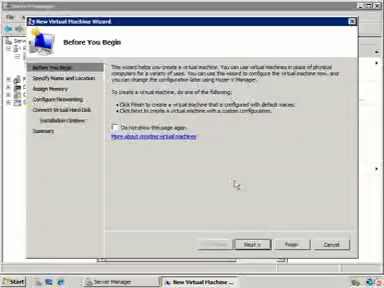 New Virtual Machine Wizard
Before You Begin
Before You Begin
Specify Name and Location
Assign Memory
Configure Networking
Connect Virtual Hard Disk
Installation Options
Summary
This wizard helps you create a virtual machine. You can use virtual machines in place of physical
computers for a variety of uses. You can use this wizard to configure the virtual machine now, and
you can change the configuration later using Hyper-V Manager.
To create a virtual machine, do one of the following:
Click Finish to create a virtual machine that is configured with default values.
Click Next to create a virtual machine with a custom configuration.
Do not show this page again
More about creating virtual machines
Next >
Finish
Cancel
Start
Server Manager
New Virtual Machine ...